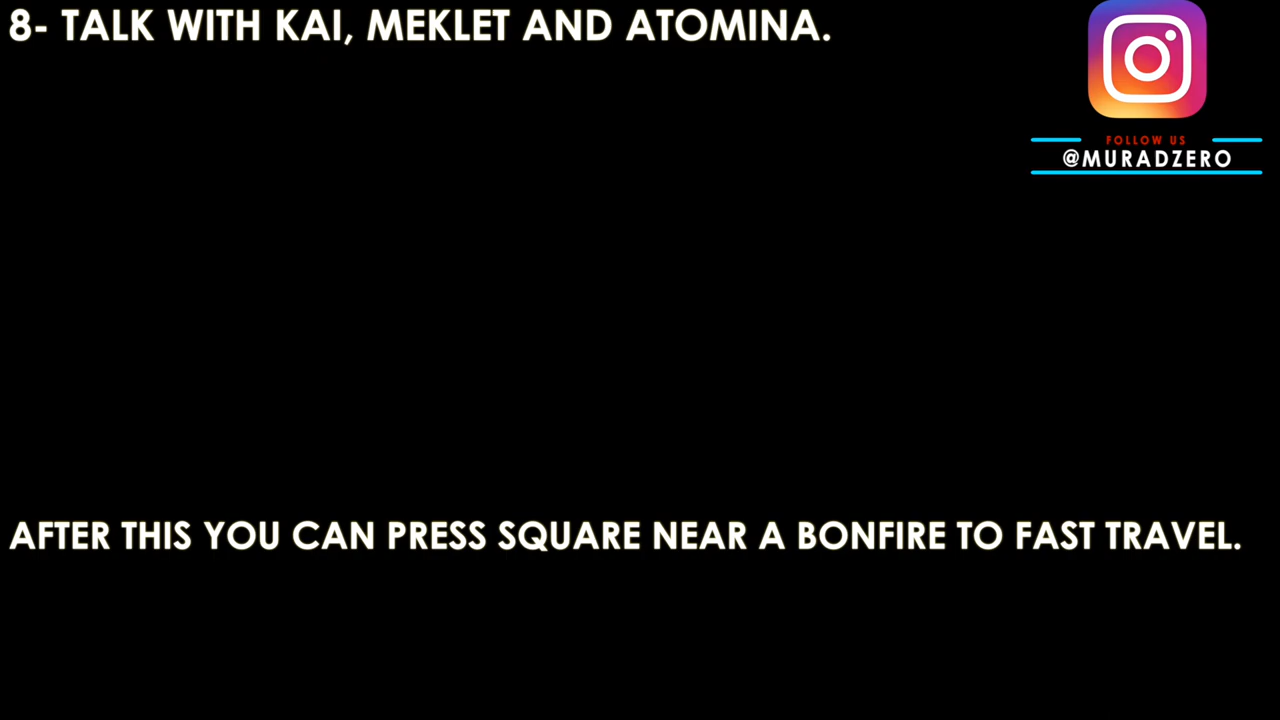 8- TALK WITH KAI, MEKLET AND ATOMINA.
FOLLOW US
@MURADZERO
AFTER THIS YOU CAN PRESS SQUARE NEAR A BONFIRE TO FAST TRAVEL.